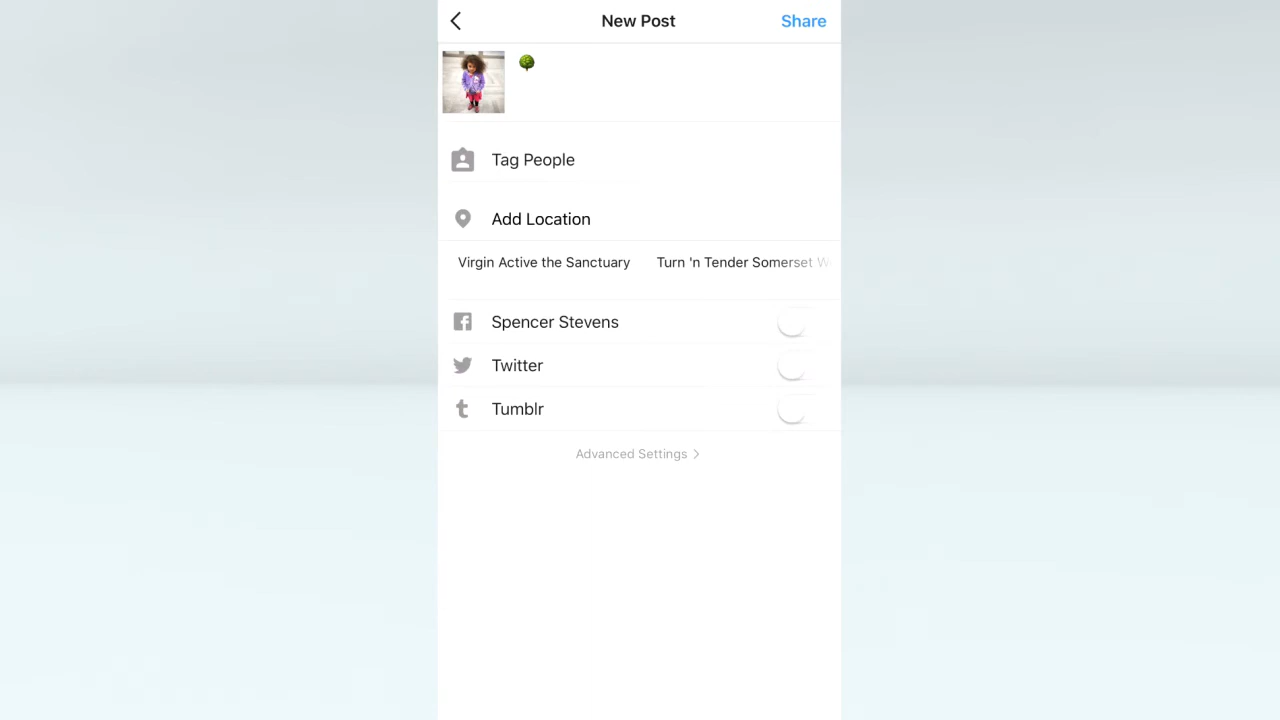 New Post
Share
🌳
Tag People
Add Location
Virgin Active the Sanctuary
Turn 'n Tender Somerset W
Spencer Stevens
Twitter
Tumblr
Advanced Settings